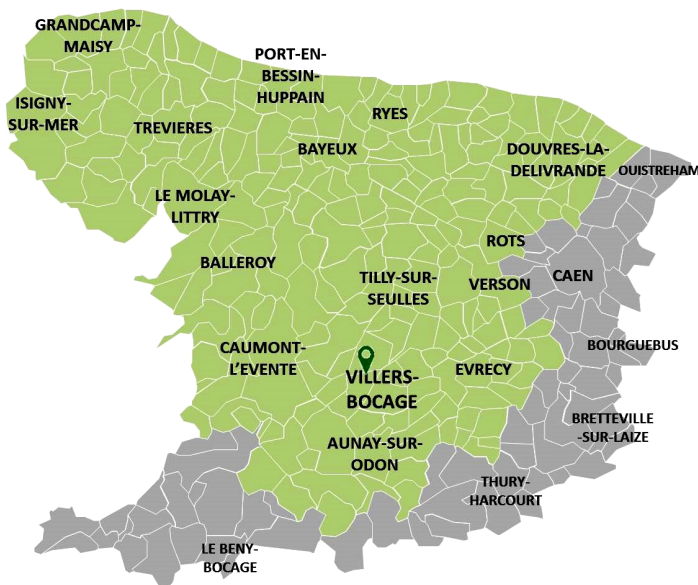 GRANDCAMP-
MAISY
PORT-EN-
BESSIN-
HUPPAIN
ISIGNY-
SUR-MER
TREVIERES
RYES
BAYEUX
DOUVRES-LA-
DELIVRANDE
OUISTREHAM
LE MOLAY-
LITTRY
ROTS
BALLEROY
TILLY-SUR-
SEULLES
VERSON
CAEN
CAUMONT-
L'EVENTE
VILLERS-
BOCAGE
EVRECY
BOURGUEBUS
BRETTEVILLE
-SUR-LAIZE
AUNAY-SUR-
ODON
THURY-
HARCOURT
LE BENY-
BOCAGE